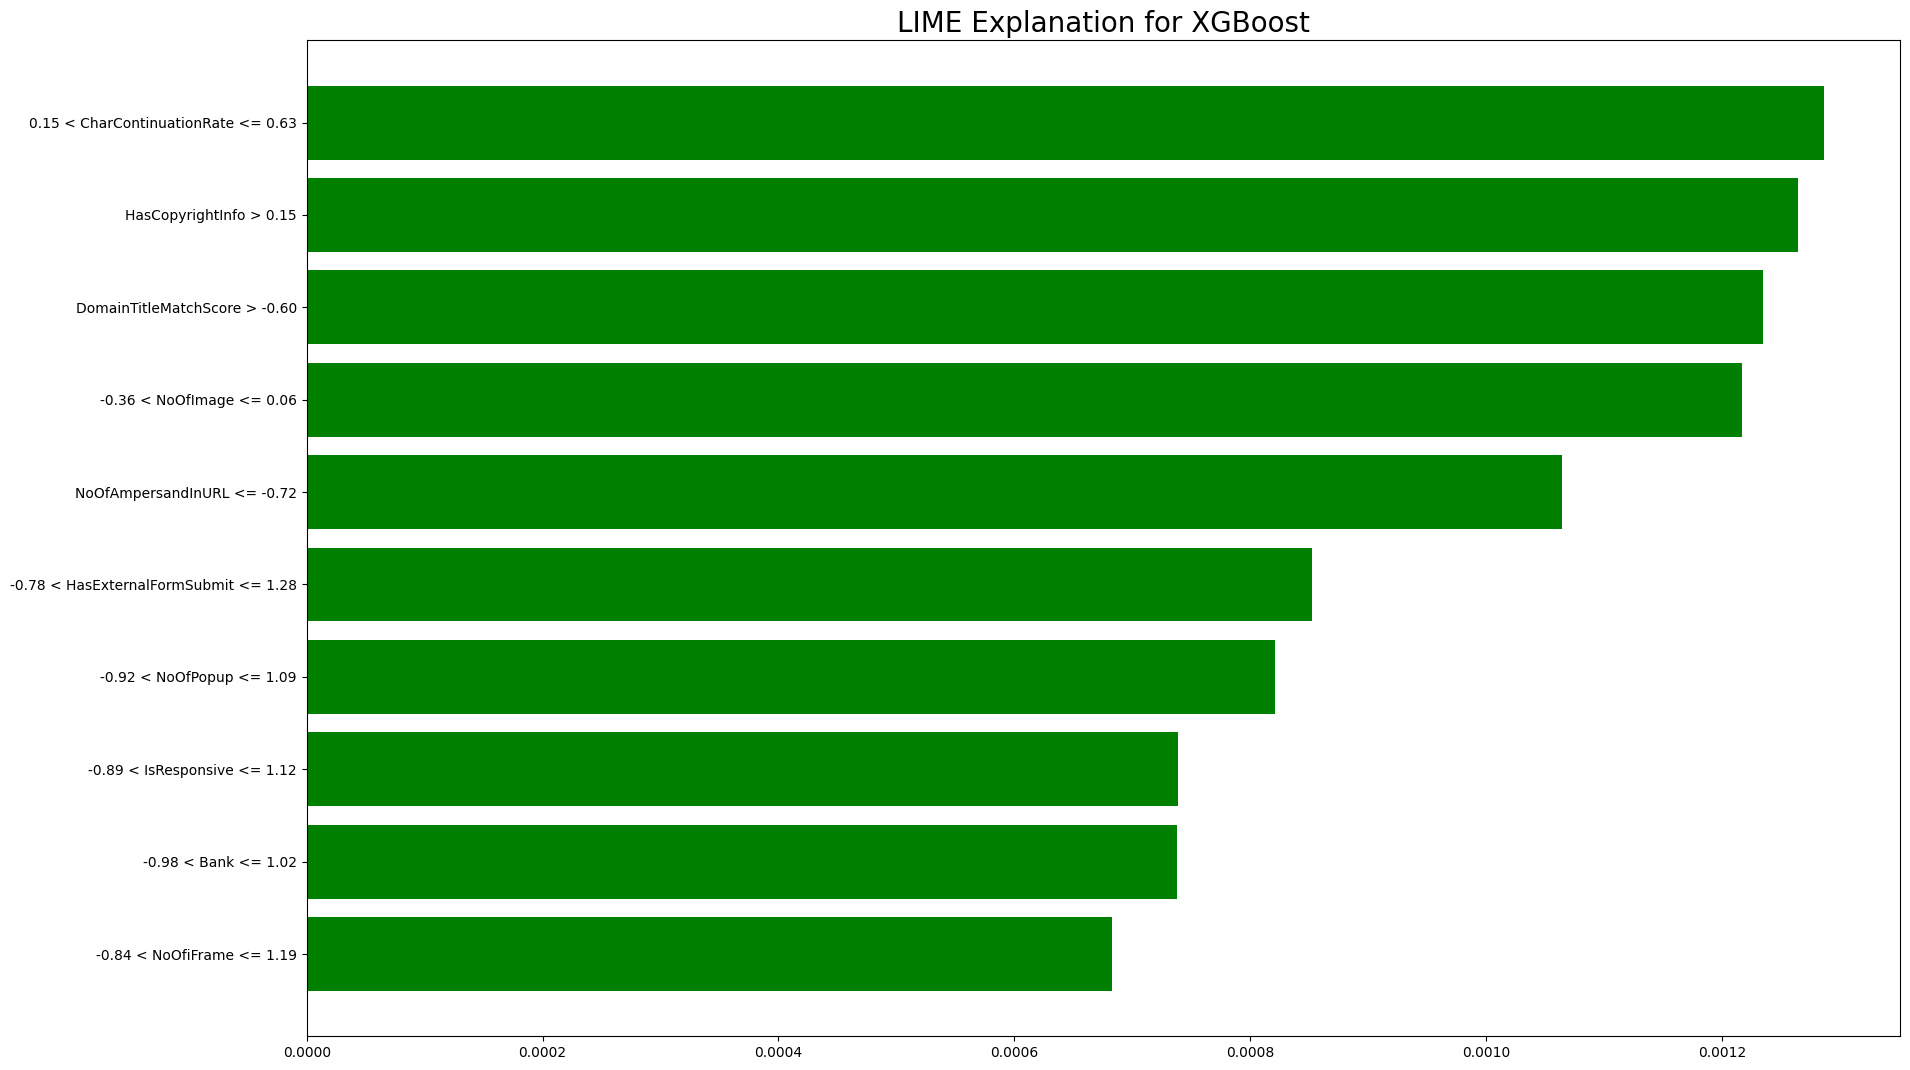 LIME Explanation for XGBoost
0.15 < CharContinuationRate <= 0.63
HasCopyrightInfo > 0.15
DomainTitleMatchScore > -0.60
-0.36 < NoOfImage <= 0.06
NoOfAmpersandInURL <= -0.72
-0.78 < HasExternalFormSubmit <= 1.28
-0.92 < NoOfPopup <= 1.09
-0.89 < IsResponsive <= 1.12
-0.98 < Bank <= 1.02
-0.84 < NoOfiFrame <= 1.19
0.0000 0.0002 0.0004 0.0006 0.0008 0.0010 0.0012